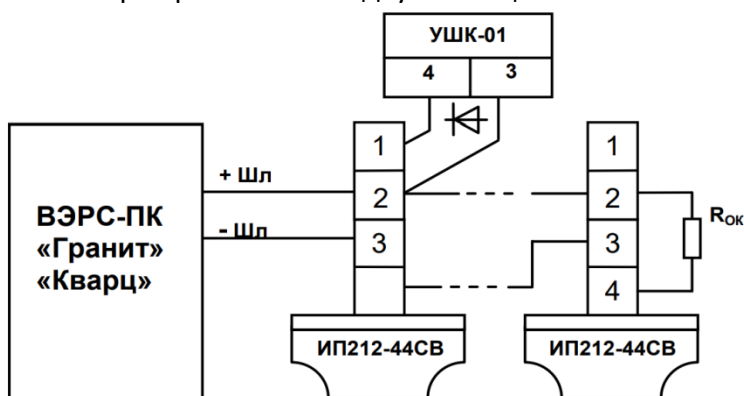 УШК-01
4 3
1
2
3
+ Шл
- Шл
ВЭРС-ПК
«Гранит»
«Кварц»
1
2
3
4
Rок
ИП212-44СВ
ИП212-44СВ